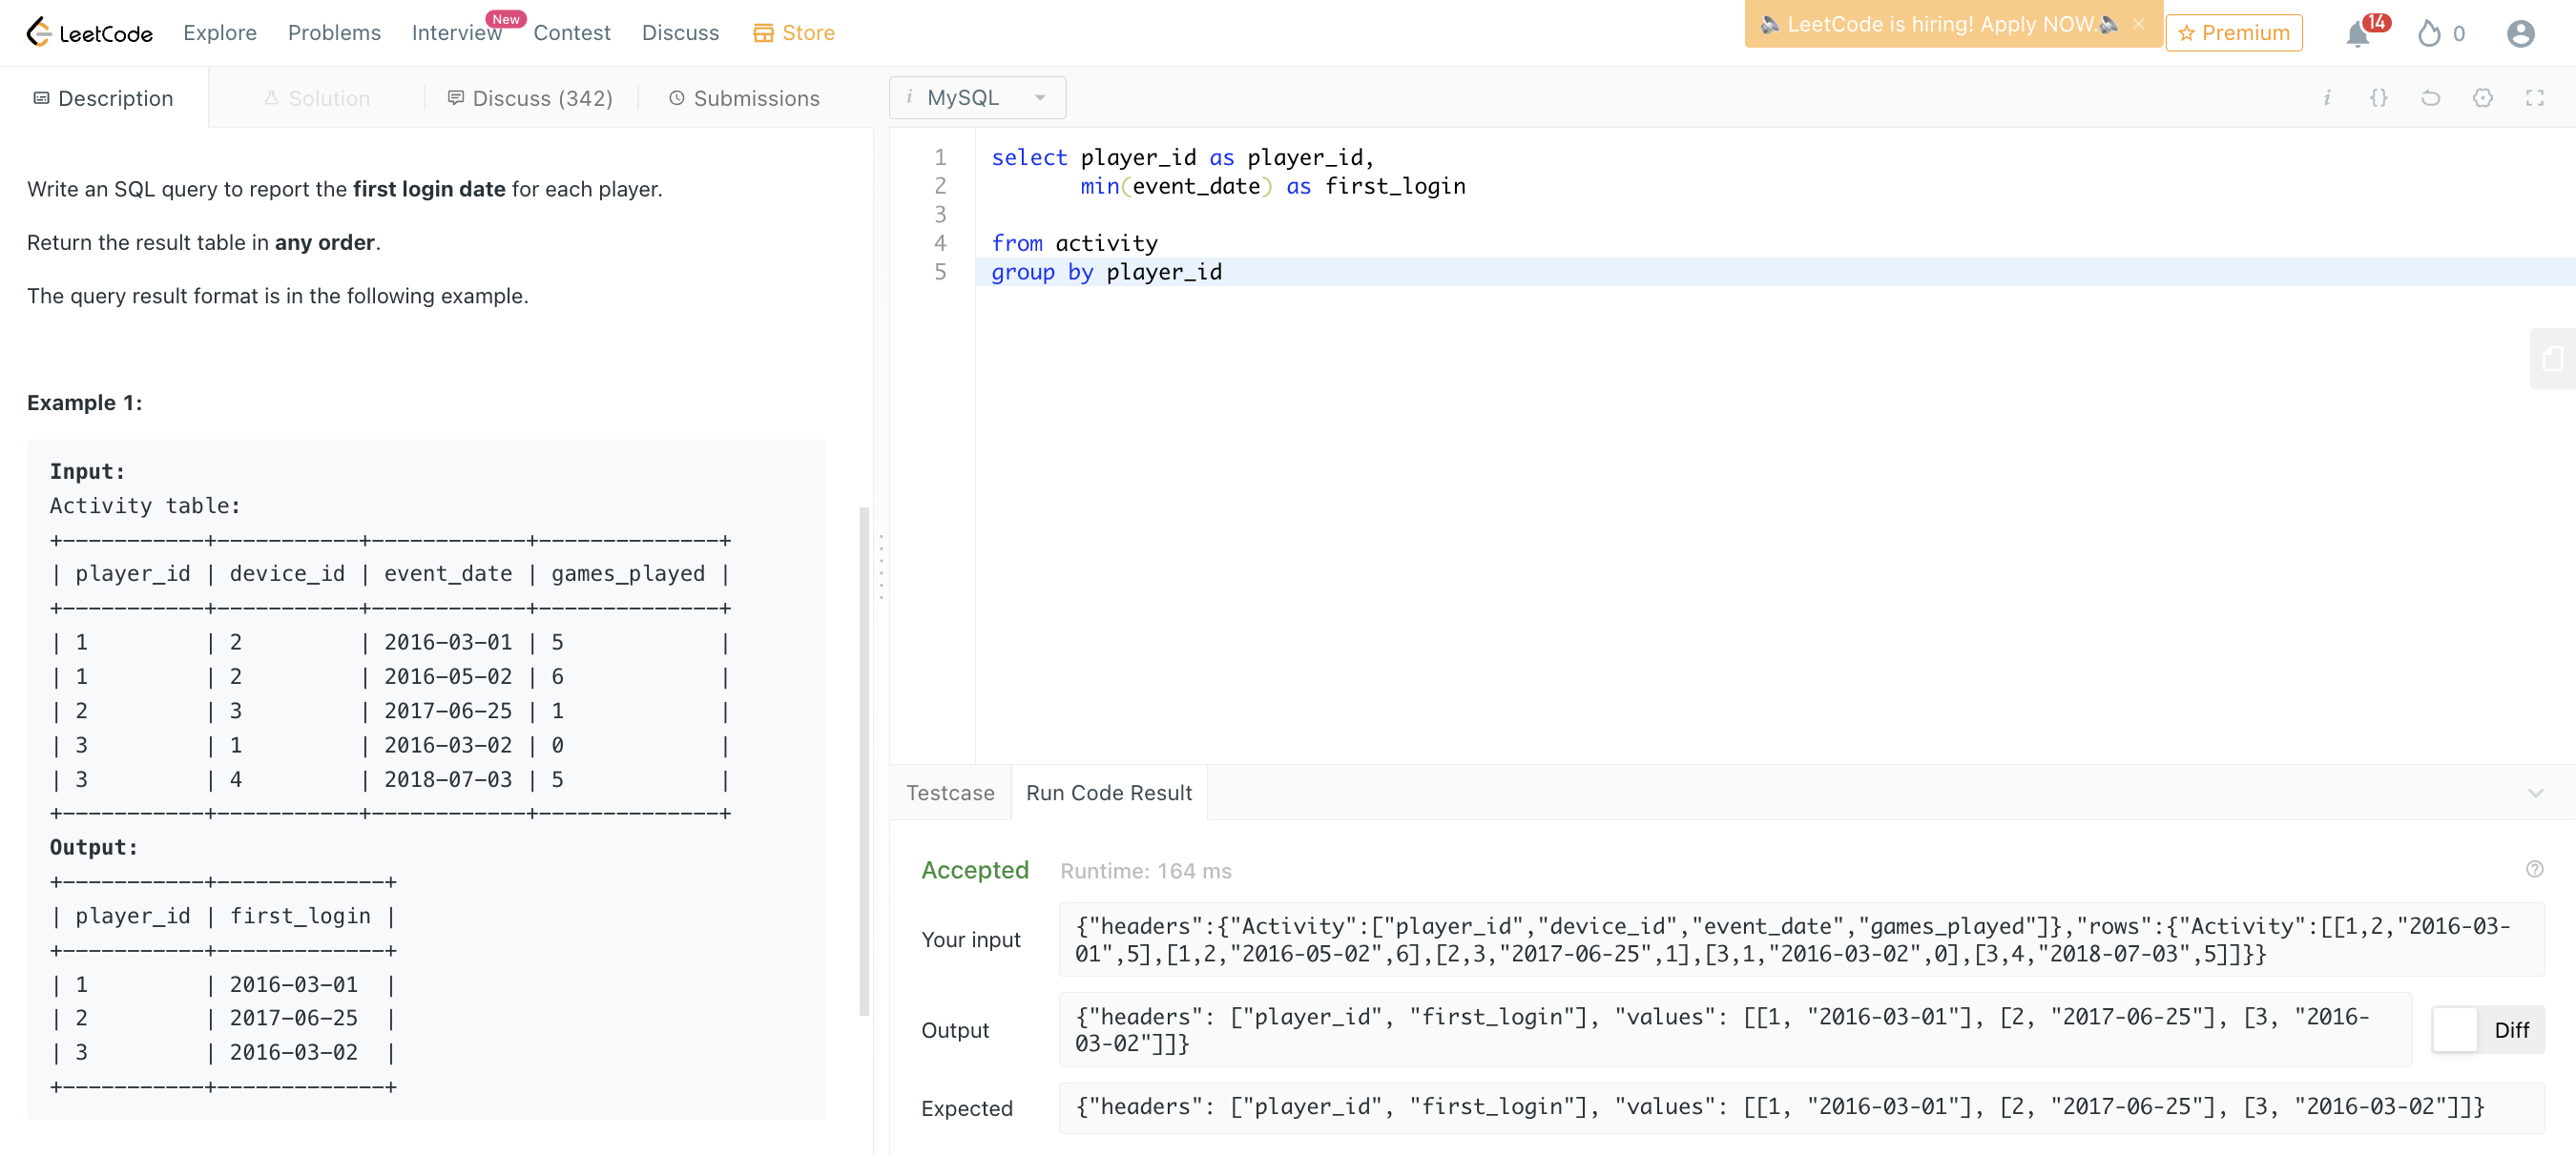 LeetCode Explore Problems Interview New Contest Discuss Store LeetCode is hiring! Apply NOW. × Premium 14 0
Description Solution Discuss (342) Submissions i MySQL i {}
Write an SQL query to report the first login date for each player.
Return the result table in any order.
The query result format is in the following example.
Example 1:
Input:
Activity table:
+-----------+-----------+------------+--------------+
| player_id | device_id | event_date | games_played |
+-----------+-----------+------------+--------------+
| 1         | 2         | 2016-03-01 | 5            |
| 1         | 2         | 2016-05-02 | 6            |
| 2         | 3         | 2017-06-25 | 1            |
| 3         | 1         | 2016-03-02 | 0            |
| 3         | 4         | 2018-07-03 | 5            |
+-----------+-----------+------------+--------------+
Output:
+-----------+-------------+
| player_id | first_login |
+-----------+-------------+
| 1         | 2016-03-01  |
| 2         | 2017-06-25  |
| 3         | 2016-03-02  |
+-----------+-------------+
1 select player_id as player_id,
2        min(event_date) as first_login
3
4 from activity
5 group by player_id
Testcase Run Code Result
Accepted Runtime: 164 ms
Your input
{"headers":{"Activity":["player_id","device_id","event_date","games_played"]},"rows":{"Activity":[[1,2,"2016-03-
01",5],[1,2,"2016-05-02",6],[2,3,"2017-06-25",1],[3,1,"2016-03-02",0],[3,4,"2018-07-03",5]]}}
Output
{"headers": ["player_id", "first_login"], "values": [[1, "2016-03-01"], [2, "2017-06-25"], [3, "2016-
03-02"]]}
Diff
Expected
{"headers": ["player_id", "first_login"], "values": [[1, "2016-03-01"], [2, "2017-06-25"], [3, "2016-03-02"]]}